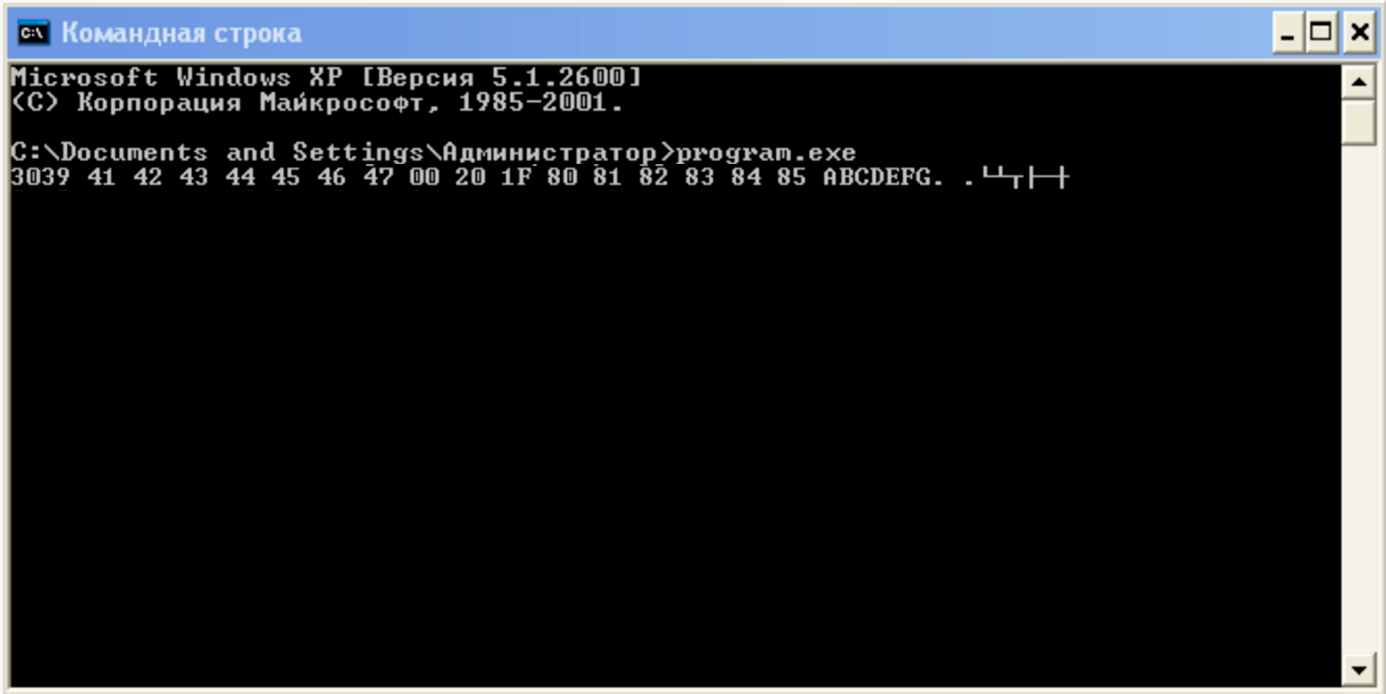 Командная строка
Microsoft Windows XP [Версия 5.1.2600]
(C) Корпорация Майкрософт, 1985-2001.
C:\Documents and Settings\Администратор>program.exe
3039 41 42 43 44 45 46 47 00 20 1F 80 81 82 83 84 85 ABCDEFG. .└┴┬├─┼